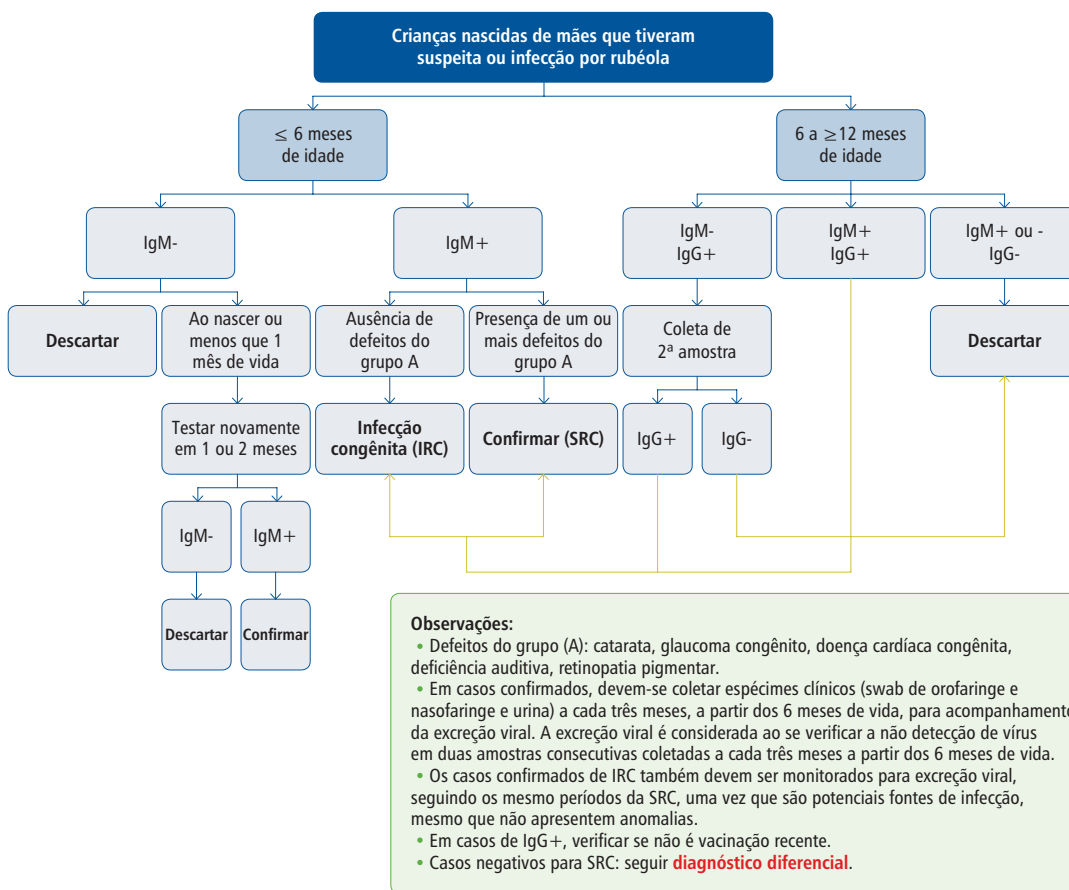 Crianças nascidas de mães que tiveram
suspeita ou infecção por rubéola
≤ 6 meses
de idade
6 a ≥12 meses
de idade
IgM-
IgM+
IgM-
IgG+
IgM+
IgG+
IgM+ ou -
IgG-
Descartar
Ao nascer ou
menos que 1
mês de vida
Ausência de
defeitos do
grupo A
Presença de um ou
mais defeitos do
grupo A
Coleta de
2ª amostra
Descartar
Testar novamente
em 1 ou 2 meses
Infecção
congênita (IRC)
Confirmar (SRC)
IgG+
IgG-
IgM-
IgM+
Descartar
Confirmar
Observações:
• Defeitos do grupo (A): catarata, glaucoma congênito, doença cardíaca congênita,
deficiência auditiva, retinopatia pigmentar.
• Em casos confirmados, devem-se coletar espécimes clínicos (swab de orofaringe e
nasofaringe e urina) a cada três meses, a partir dos 6 meses de vida, para acompanhamento
da excreção viral. A excreção viral é considerada ao se verificar a não detecção de vírus
em duas amostras consecutivas coletadas a cada três meses a partir dos 6 meses de vida.
• Os casos confirmados de IRC também devem ser monitorados para excreção viral,
seguindo os mesmo períodos da SRC, uma vez que são potenciais fontes de infecção,
mesmo que não apresentem anomalias.
• Em casos de IgG+, verificar se não é vacinação recente.
• Casos negativos para SRC: seguir diagnóstico diferencial.